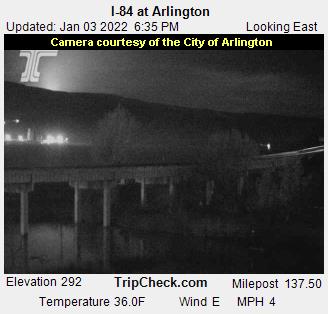 I-84 at Arlington
Updated: Jan 03 2022 6:35 PM Looking East
Camera courtesy of the City of Arlington
Elevation 292 TripCheck.com Milepost 137.50
Temperature 36.0F Wind E MPH 4